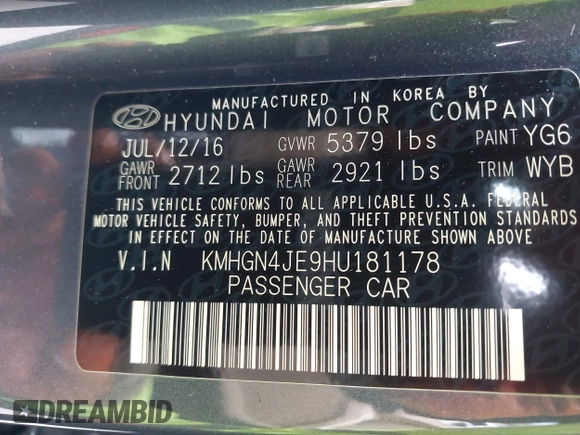 MANUFACTURED IN KOREA BY
HYUNDAI MOTOR COMPANY
JUL/12/16 GVWR 5379 lbs PAINT YG6
GAWR FRONT 2712 lbs GAWR REAR 2921 lbs TRIM WYB
THIS VEHICLE CONFORMS TO ALL APPLICABLE U.S.A. FEDERAL
MOTOR VEHICLE SAFETY, BUMPER, AND THEFT PREVENTION STANDARDS
IN EFFECT ON THE DATE OF MANUFACTURE SHOWN ABOVE.
V.I.N KMHGN4JE9HU181178
PASSENGER CAR
DREAMBID